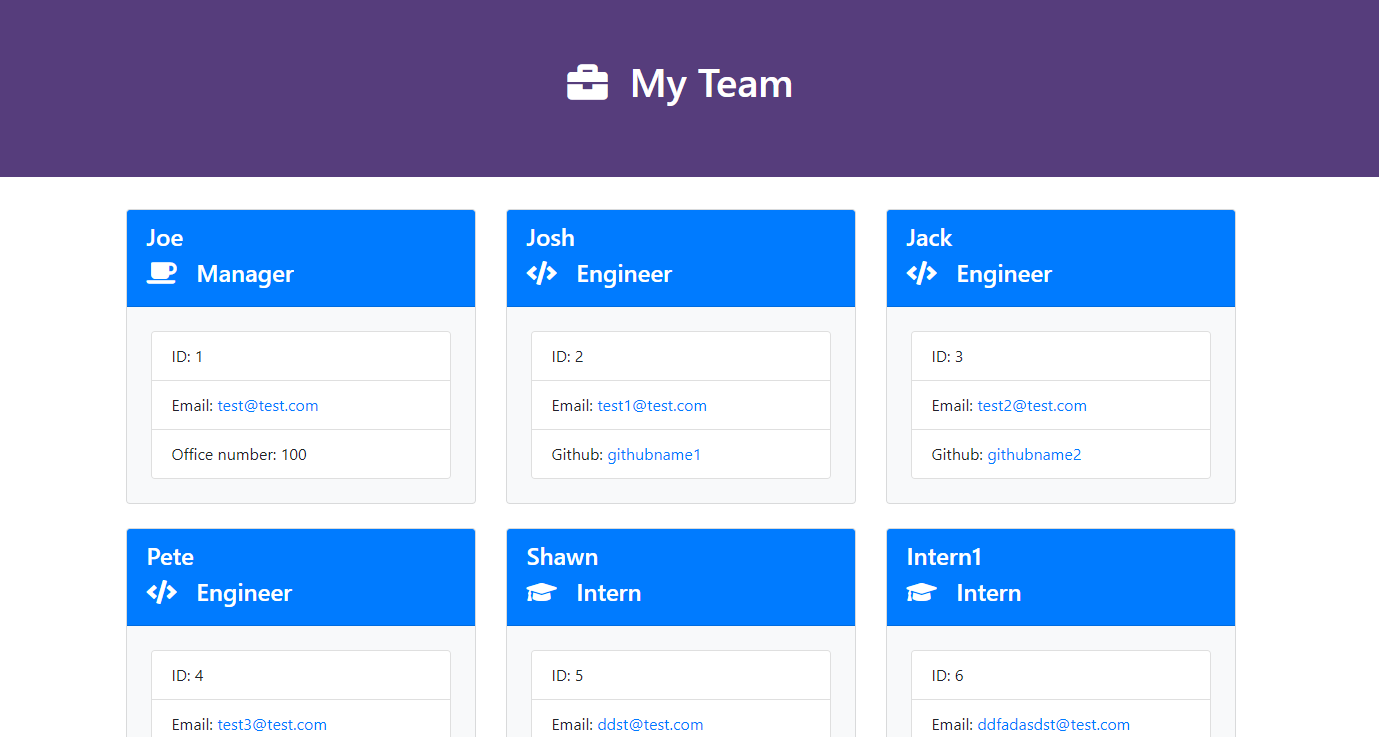 My Team
Joe
Manager
ID: 1
Email: test@test.com
Office number: 100
Josh
Engineer
ID: 2
Email: test1@test.com
Github: githubname1
Jack
Engineer
ID: 3
Email: test2@test.com
Github: githubname2
Pete
Engineer
ID: 4
Email: test3@test.com
Shawn
Intern
ID: 5
Email: ddst@test.com
Intern1
Intern
ID: 6
Email: ddfadasdst@test.com